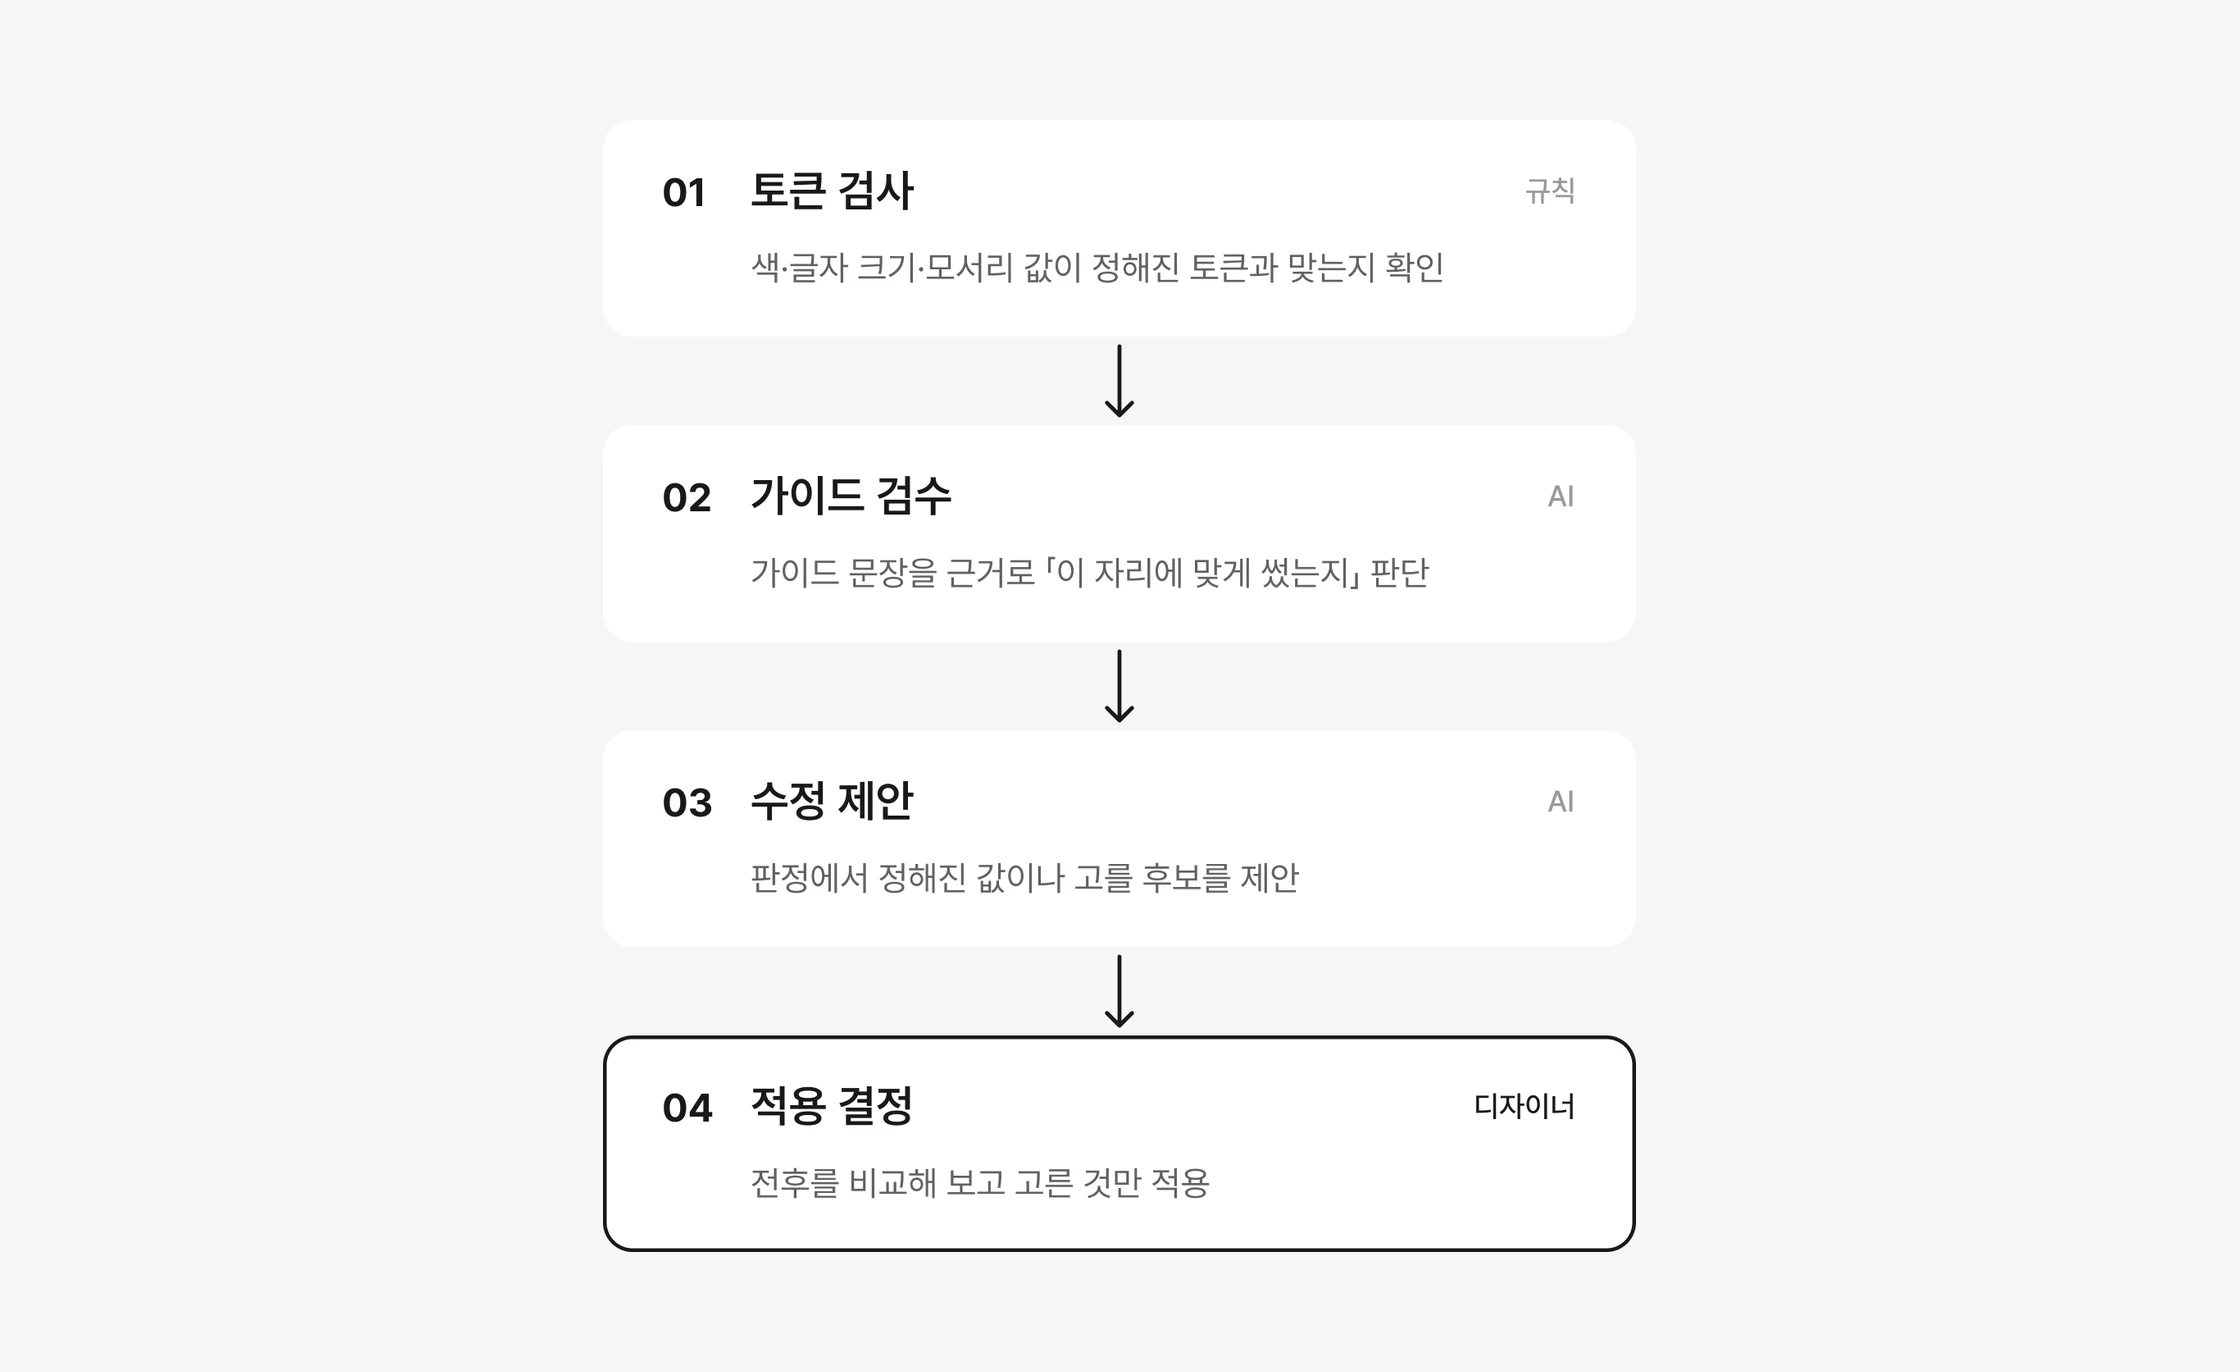 01 토큰 검사 규칙
색·글자 크기·모서리 값이 정해진 토큰과 맞는지 확인
02 가이드 검수 AI
가이드 문장을 근거로 「이 자리에 맞게 썼는지」 판단
03 수정 제안 AI
판정에서 정해진 값이나 고를 후보를 제안
04 적용 결정 디자이너
전후를 비교해 보고 고른 것만 적용